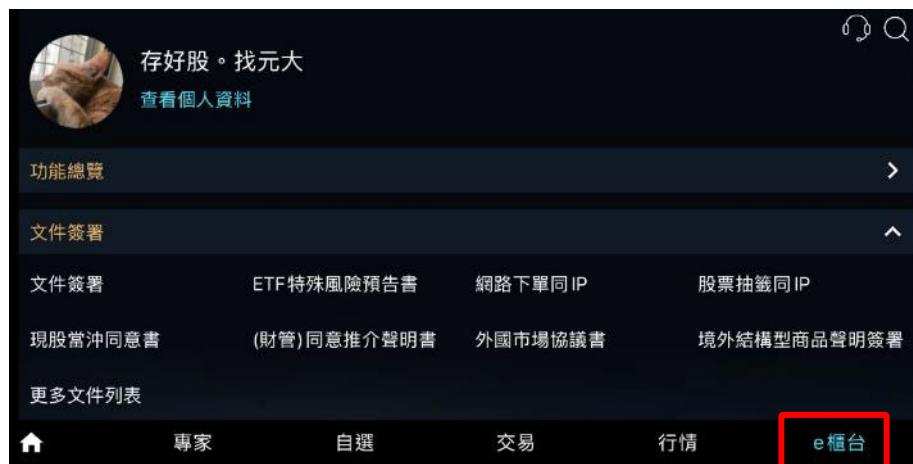 存好股。找元大
查看個人資料
功能總覽
文件簽署
文件簽署 ETF特殊風險預告書 網路下單同IP 股票抽籤同IP
現股當沖同意書 (財管)同意推介聲明書 外國市場協議書 境外結構型商品聲明簽署
更多文件列表
專家 自選 交易 行情 e櫃台